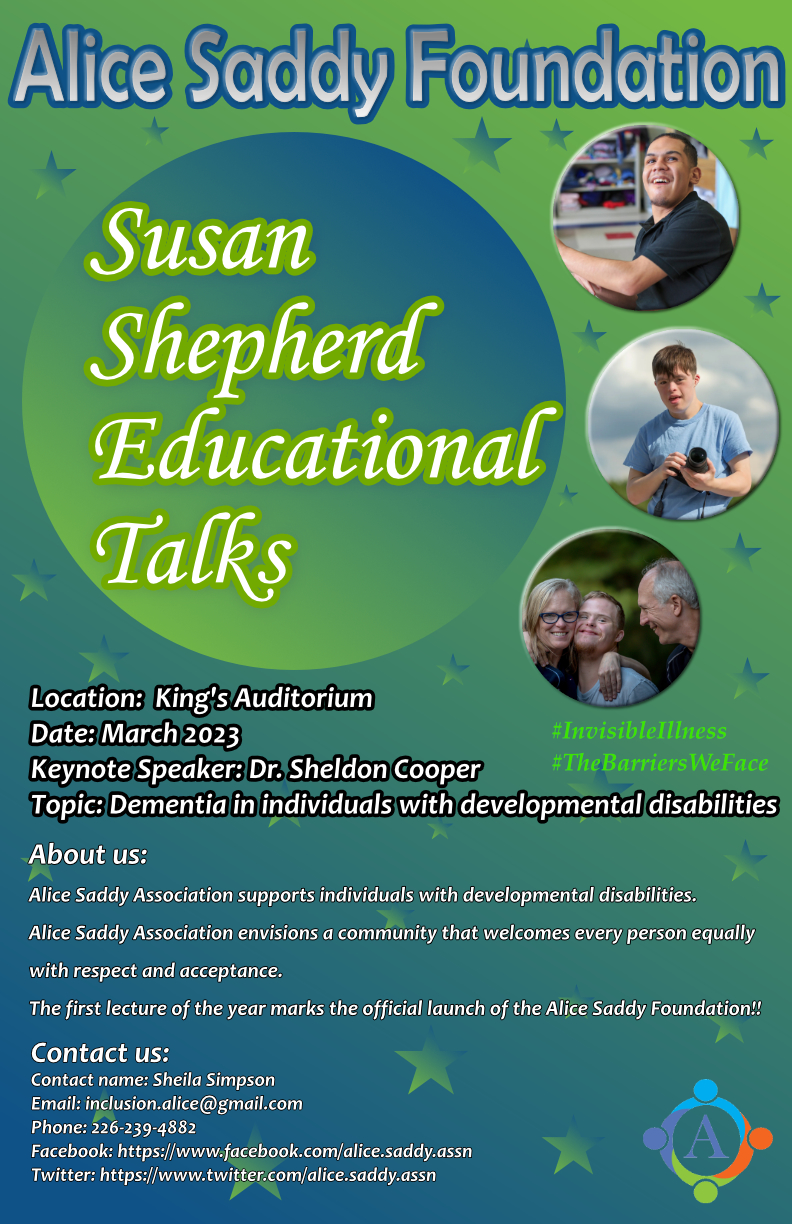 Alice Saddy Foundation
Susan
Shepherd
Educational
Talks
#InvisibleIllness
#TheBarriersWeFace
Location: King's Auditorium
Date: March 2023
Keynote Speaker: Dr. Sheldon Cooper
Topic: Dementia in individuals with developmental disabilities
About us:
Alice Saddy Association supports individuals with developmental disabilities.
Alice Saddy Association envisions a community that welcomes every person equally
with respect and acceptance.
The first lecture of the year marks the official launch of the Alice Saddy Foundation!!
Contact us:
Contact name: Sheila Simpson
Email: inclusion.alice@gmail.com
Phone: 226-239-4882
Facebook: https://www.facebook.com/alice.saddy.assn
Twitter: https://www.twitter.com/alice.saddy.assn
A